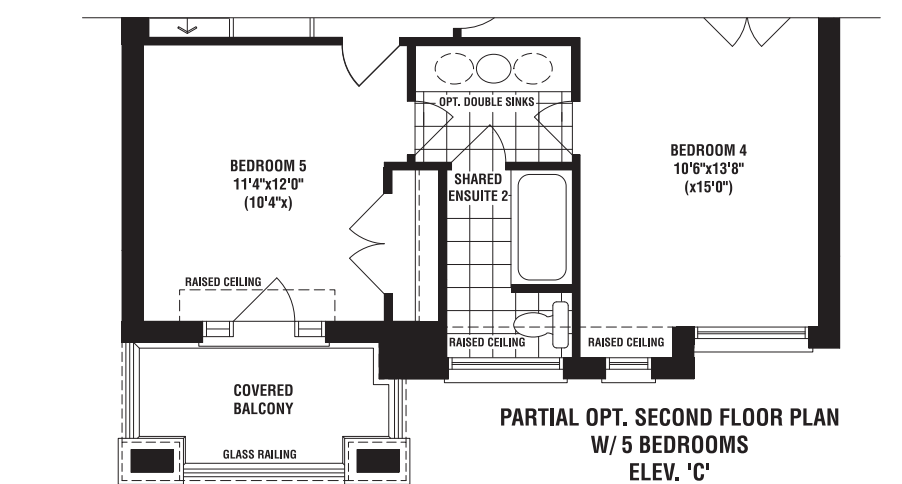 OPT. DOUBLE SINKS
BEDROOM 5
11'4"x12'0"
(10'4"x)
SHARED
ENSUITE 2
BEDROOM 4
10'6"x13'8"
(x15'0")
RAISED CEILING
RAISED CEILING
RAISED CEILING
COVERED
BALCONY
GLASS RAILING
PARTIAL OPT. SECOND FLOOR PLAN
W/ 5 BEDROOMS
ELEV. 'C'